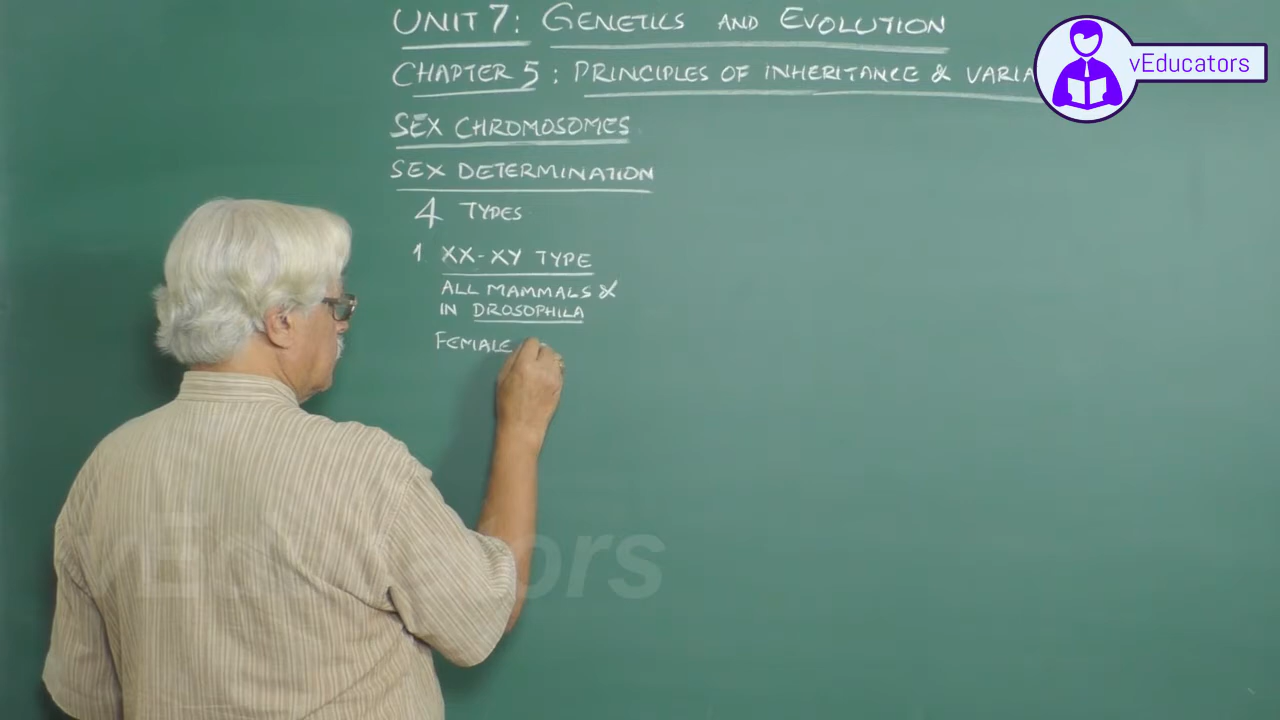 UNIT 7: GENETICS AND EVOLUTION
CHAPTER 5: PRINCIPLES OF INHERITANCE & VARIA
SEX CHROMOSOMES
SEX DETERMINATION
4 TYPES
1. XX-XY TYPE
ALL MAMMALS &
IN DROSOPHILA
FEMALE
vEducators
vEducators